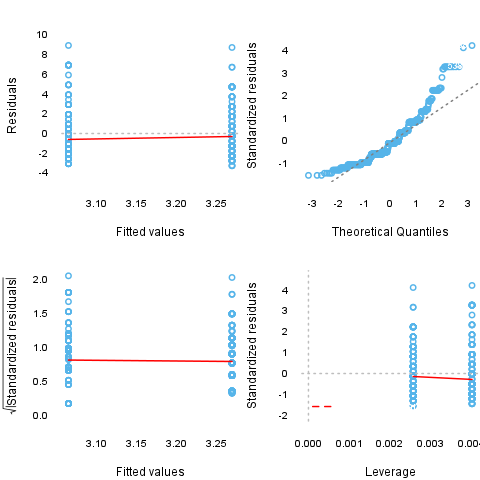 10
8
6
4
2
0
-2
-4
Residuals
3.10 3.15 3.20 3.25
Fitted values
4
3
2
1
0
-1
Standardized residuals
-3 -2 -1 0 1 2 3
Theoretical Quantiles
2.0
1.5
1.0
0.5
0.0
√|Standardized residuals|
3.10 3.15 3.20 3.25
Fitted values
4
3
2
1
0
-1
-2
Standardized residuals
0.000 0.001 0.002 0.003 0.004
Leverage